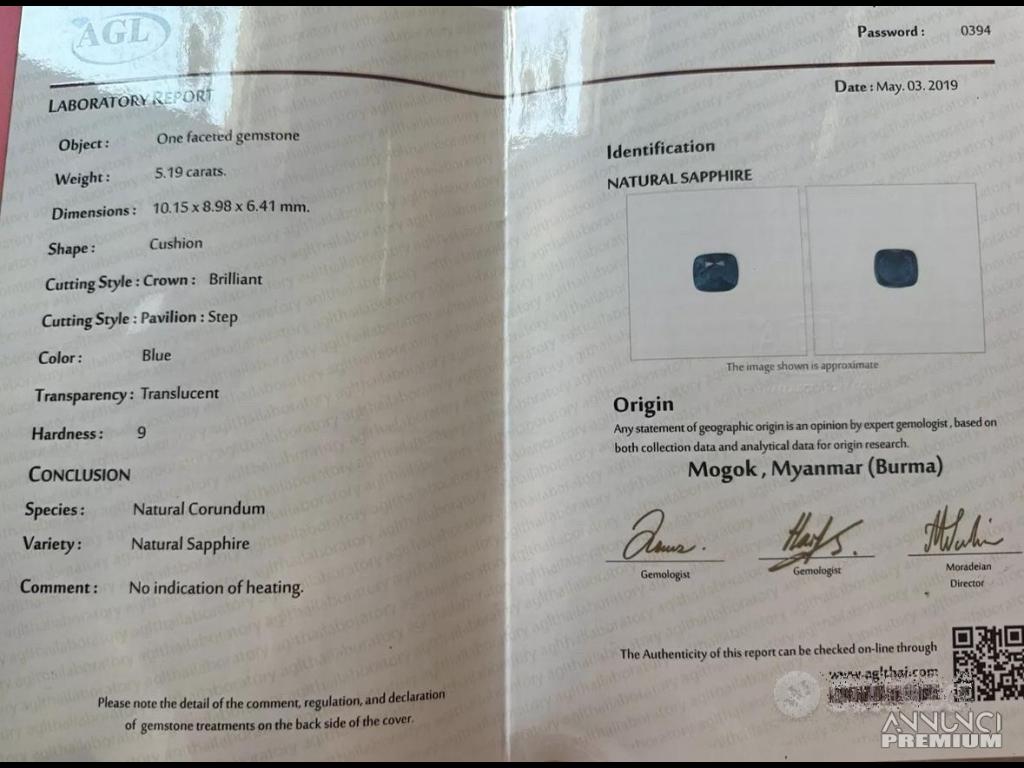 AGL
LABORATORY REPORT
Object: One faceted gemstone
Weight: 5.19 carats.
Dimensions: 10.15 x 8.98 x 6.41 mm.
Shape: Cushion
Cutting Style : Crown : Brilliant
Cutting Style : Pavilion : Step
Color: Blue
Transparency: Translucent
Hardness: 9
CONCLUSION
Species: Natural Corundum
Variety: Natural Sapphire
Comment: No indication of heating.
Please note the detail of the comment, regulation, and declaration
of gemstone treatments on the back side of the cover.
Password : 0394
Date : May. 03. 2019
Identification
NATURAL SAPPHIRE
The image shown is approximate
Origin
Any statement of geographic origin is an opinion by expert gemologist, based on
both collection data and analytical data for origin research.
Mogok, Myanmar (Burma)
Gemologist
Gemologist
Moradeian
Director
The Authenticity of this report can be checked on-line through
www.aglthai.com
ANNUNCI
PREMIUM